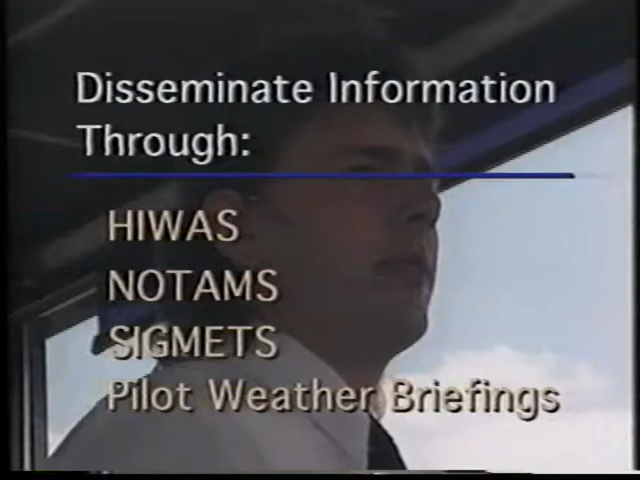 Disseminate Information
Through:
HIWAS
NOTAMS
SIGMETS
Pilot Weather Briefings